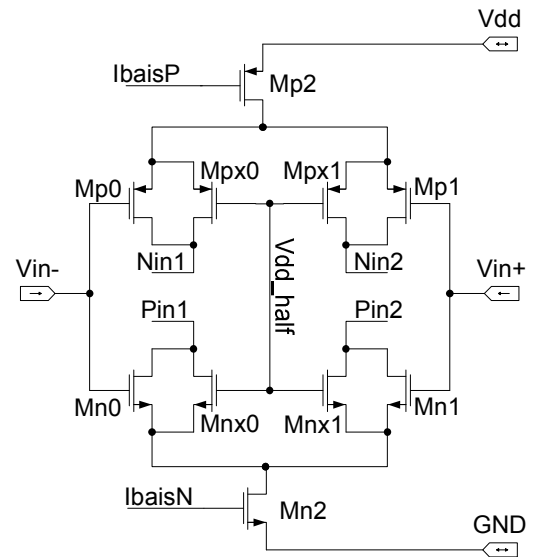 Vdd
IbaisP
Mp2
Mpx0
Mpx1
Mp0
Mp1
Nin1
Nin2
Vin-
Vdd_half
Vin+
Pin1
Pin2
Mn0
Mnx0
Mnx1
Mn1
IbaisN
Mn2
GND